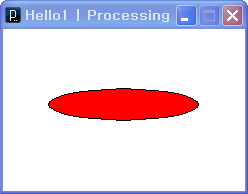 Hello1 | Processing